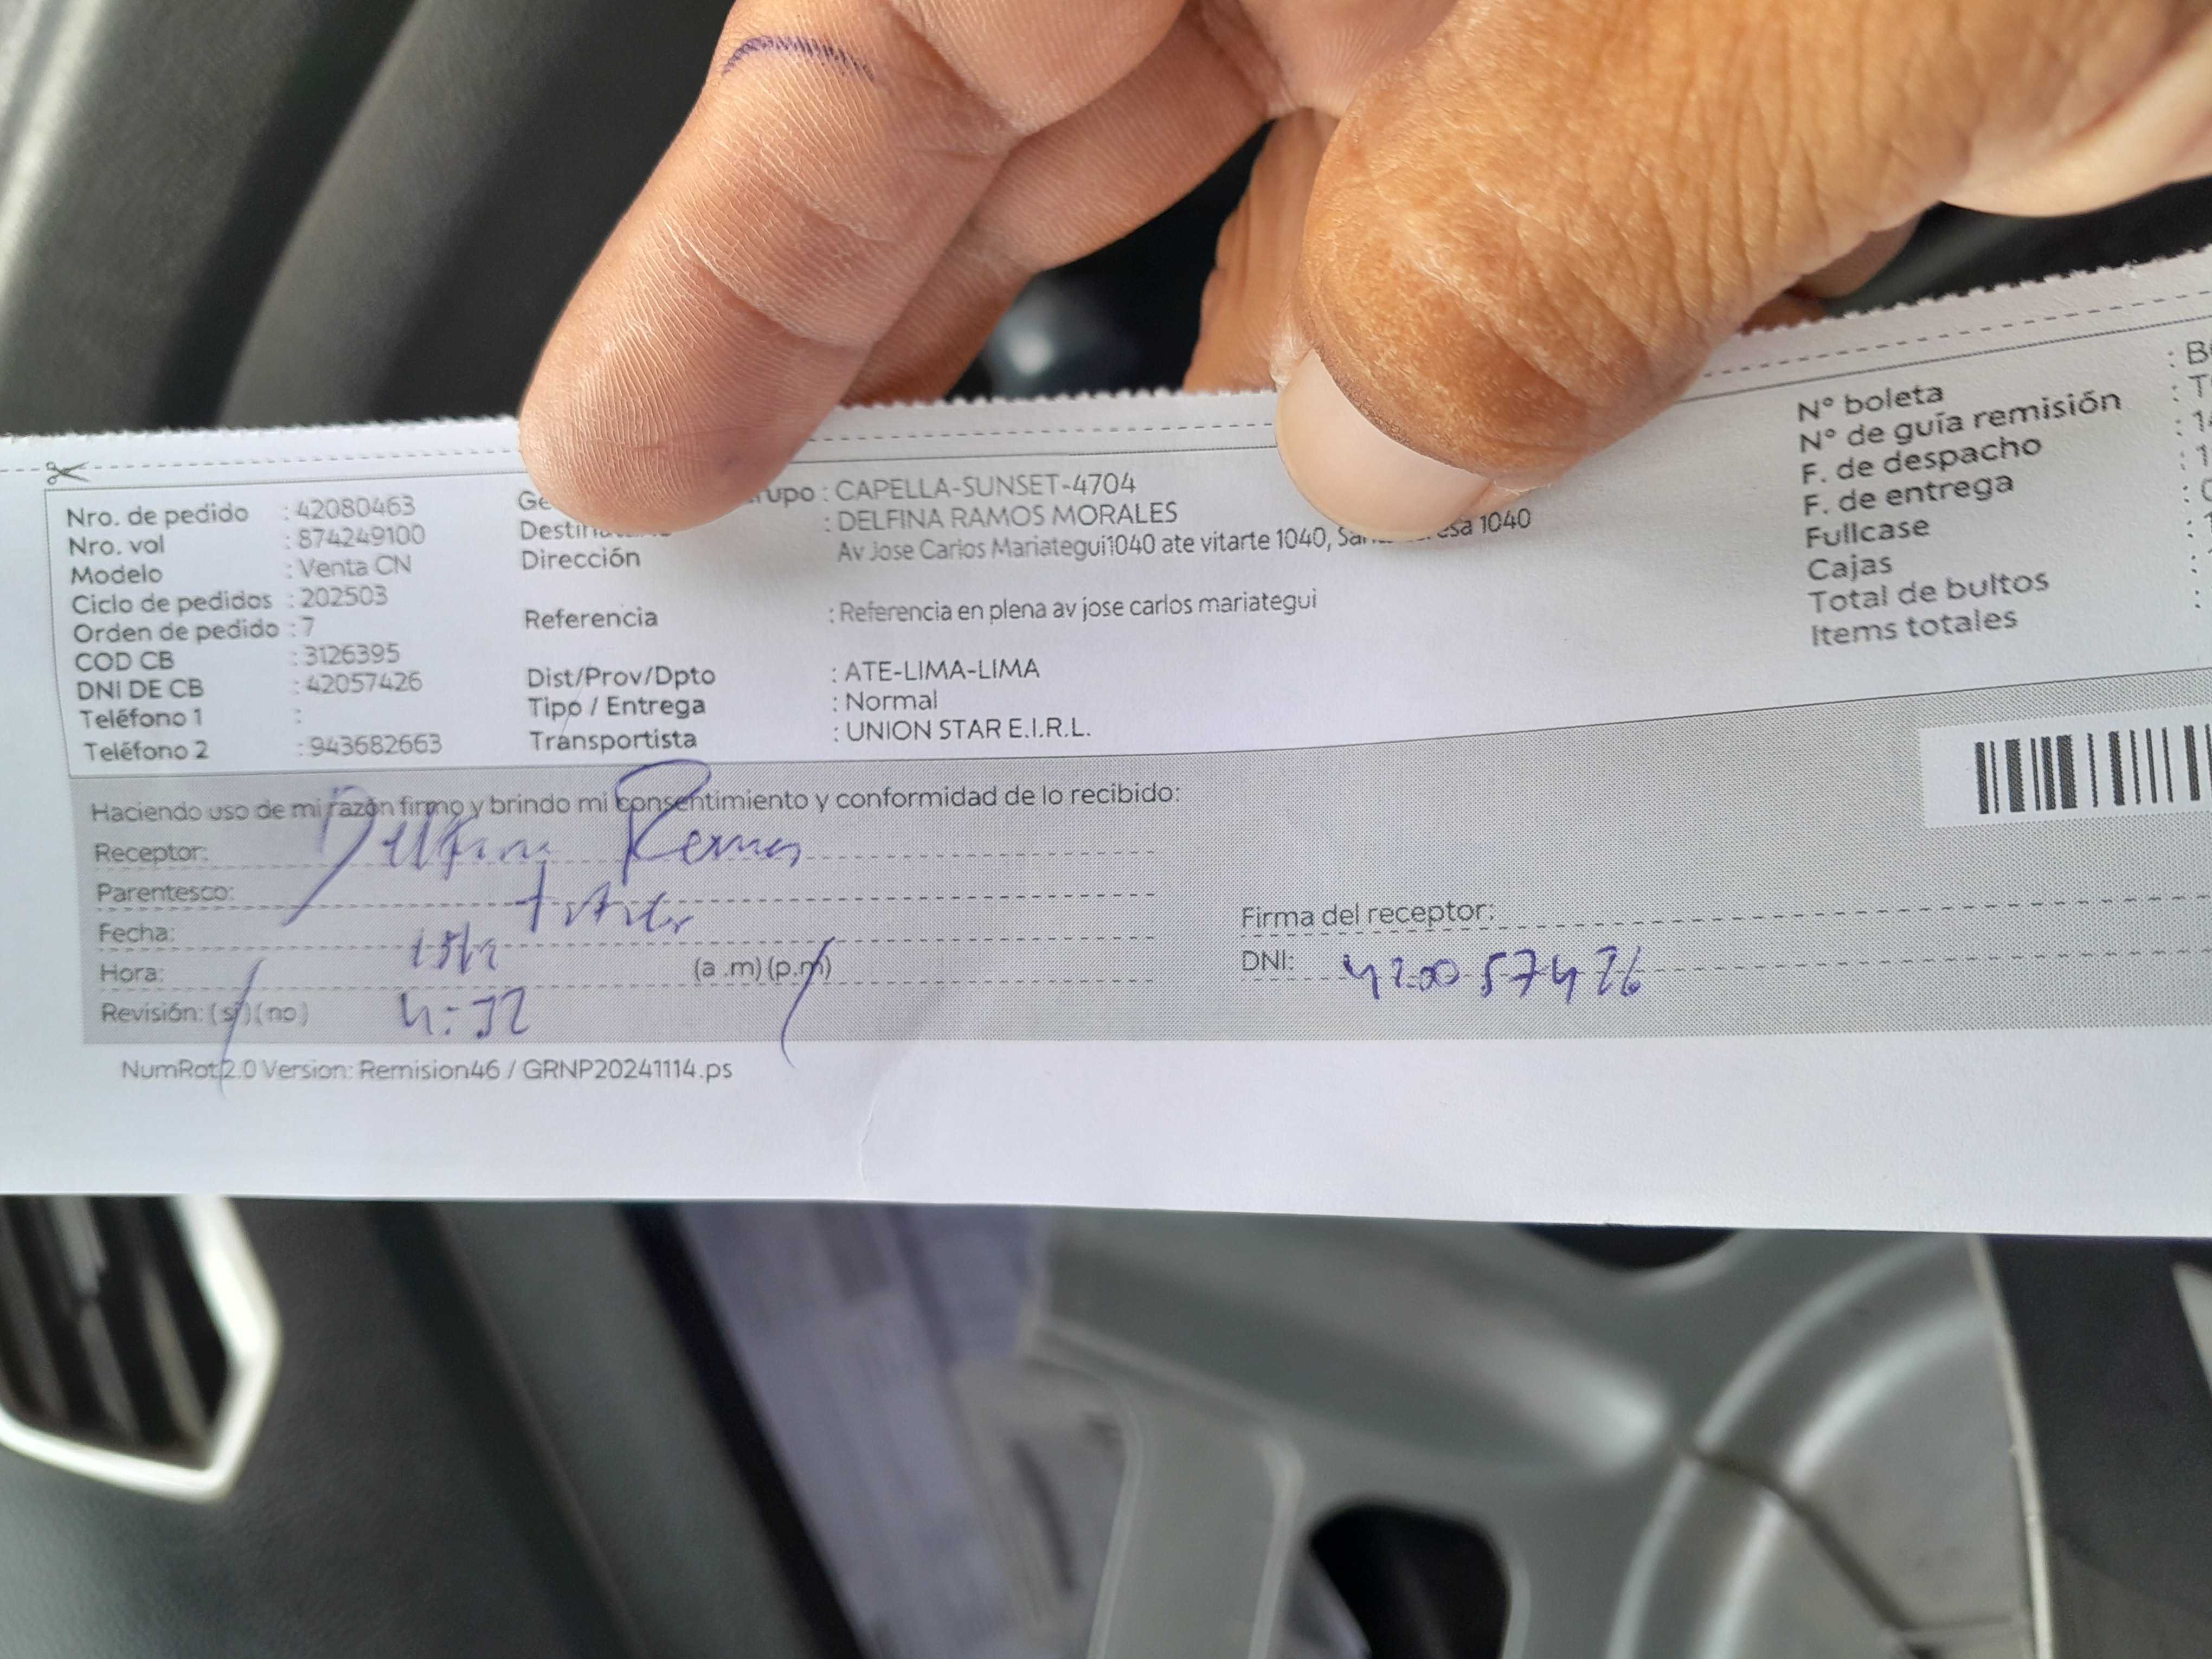 Nro. de pedido : 42080463
Nro. vol : 874249100
Modelo : Venta CN
Ciclo de pedidos : 202503
Orden de pedido : 7
COD CB : 3126395
DNI DE CB : 42057426
Teléfono 1 :
Teléfono 2 : 943682663
: CAPELLA-SUNSET-4704
: DELFINA RAMOS MORALES
Dirección Av Jose Carlos Mariategui1040 ate vitarte 1040, 1040
Referencia : Referencia en plena av jose carlos mariategui
Dist/Prov/Dpto : ATE-LIMA-LIMA
Tipo / Entrega : Normal
Transportista : UNION STAR E.I.R.L.
N° boleta :
N° de guía remisión :
F. de despacho :
F. de entrega :
Fullcase :
Cajas :
Total de bultos :
Items totales :
Haciendo uso de mi razón firmo y brindo mi consentimiento y conformidad de lo recibido:
Receptor: Delfina Ramos
Parentesco:
Fecha:
Hora: (a .m) (p.m)
Revisión: (si) (no)
Firma del receptor:
DNI:
NumRot2.0 Version: Remision46 / GRNP20241114.ps